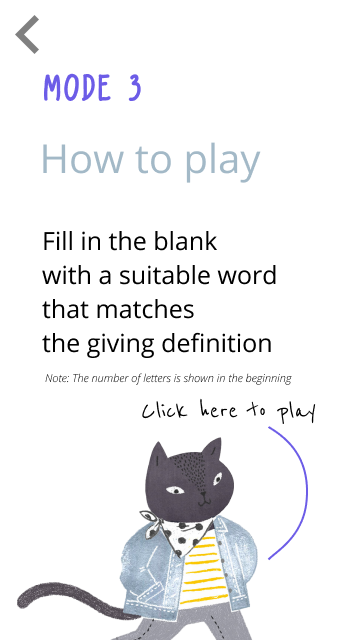 MODE 3
How to play
Fill in the blank
with a suitable word
that matches
the giving definition
Note: The number of letters is shown in the beginning
Click here to play